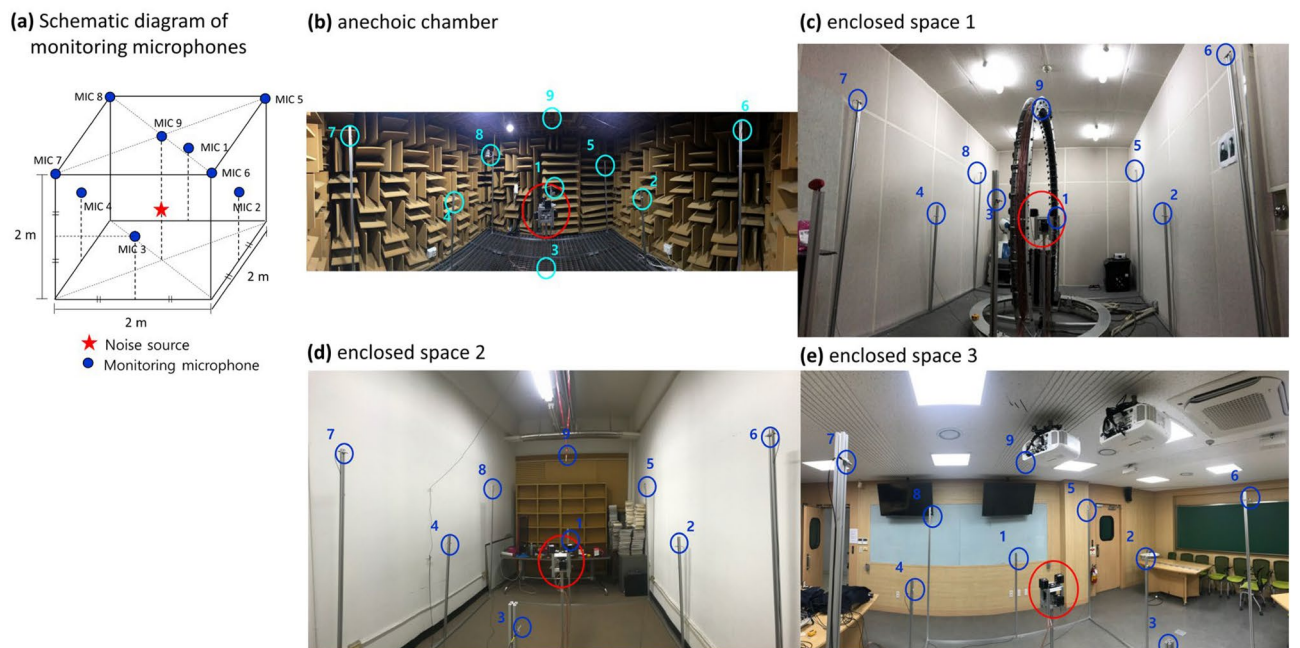 (a) Schematic diagram of
monitoring microphones
MIC 8
MIC 5
MIC 9
MIC 1
MIC 7
MIC 6
MIC 4
MIC 2
MIC 3
2 m
2 m
2 m
Noise source
Monitoring microphone
(b) anechoic chamber
9
7
6
8
5
1
2
4
3
(c) enclosed space 1
6
7
9
8
5
4
3
1
2
(d) enclosed space 2
7
9
6
8
5
4
1
2
3
(e) enclosed space 3
7
9
6
8
5
1
2
4
3